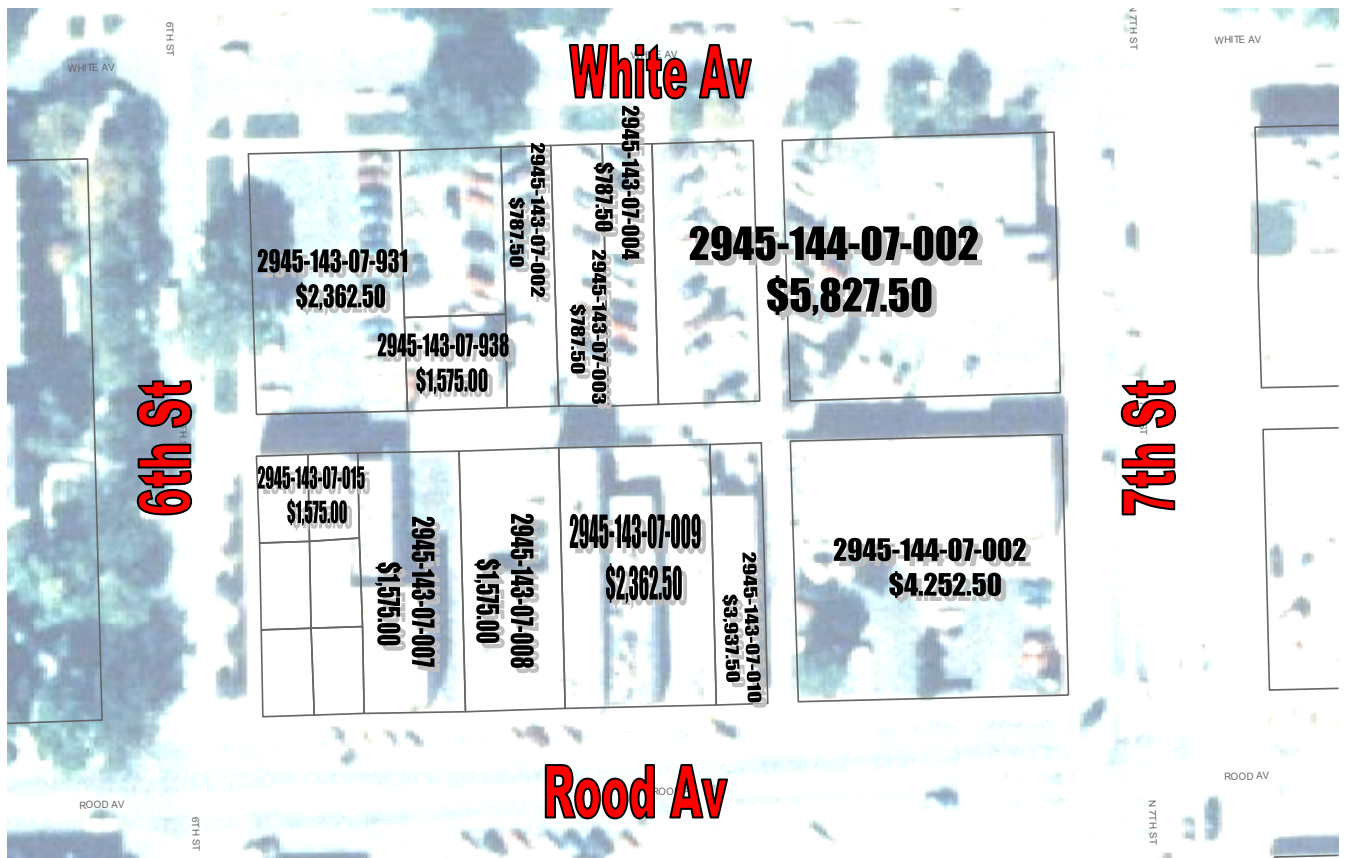 6TH ST
N 7TH ST
WHITE AV
WHITE AV
WHITE AV
White Av
2945-143-07-931
$2,362.50
2945-143-07-938
$1,575.00
2945-143-07-002
$787.50
2945-143-07-004
$787.50
2945-143-07-003
$787.50
2945-144-07-002
$5,827.50
6th St
7th St
ST
2945-143-07-015
$1,575.00
2945-143-07-007
$1,575.00
2945-143-07-008
$1,575.00
2945-143-07-009
$2,362.50
2945-143-07-010
$3,937.50
2945-144-07-002
$4.252.50
Rood Av
ROOD AV
ROOD AV
6TH ST
N 7TH ST